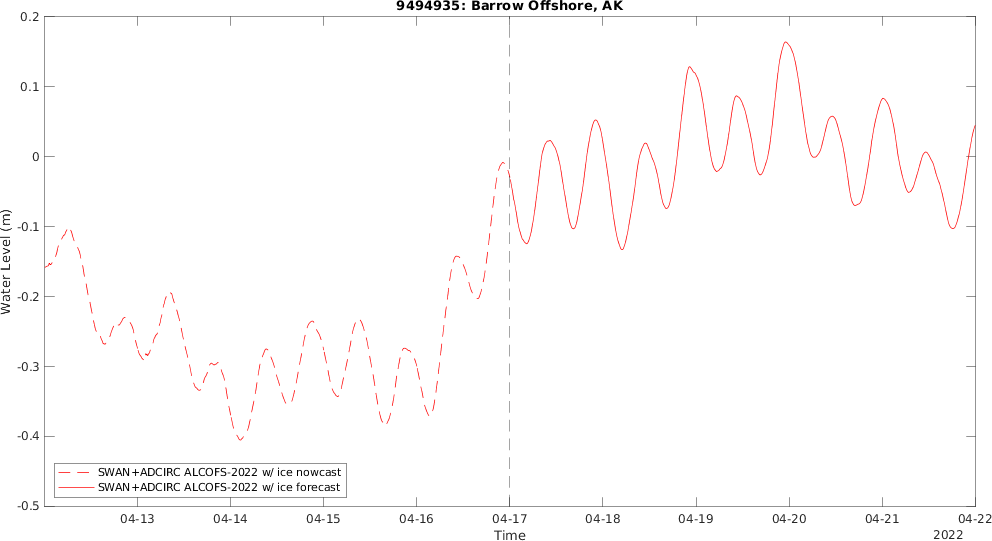 9494935: Barrow Offshore, AK
0.2
0.1
0
-0.1
-0.2
-0.3
-0.4
-0.5
Water Level (m)
SWAN+ADCIRC ALCOFS-2022 w/ ice nowcast
SWAN+ADCIRC ALCOFS-2022 w/ ice forecast
04-13 04-14 04-15 04-16 04-17 04-18 04-19 04-20 04-21 04-22
Time
2022